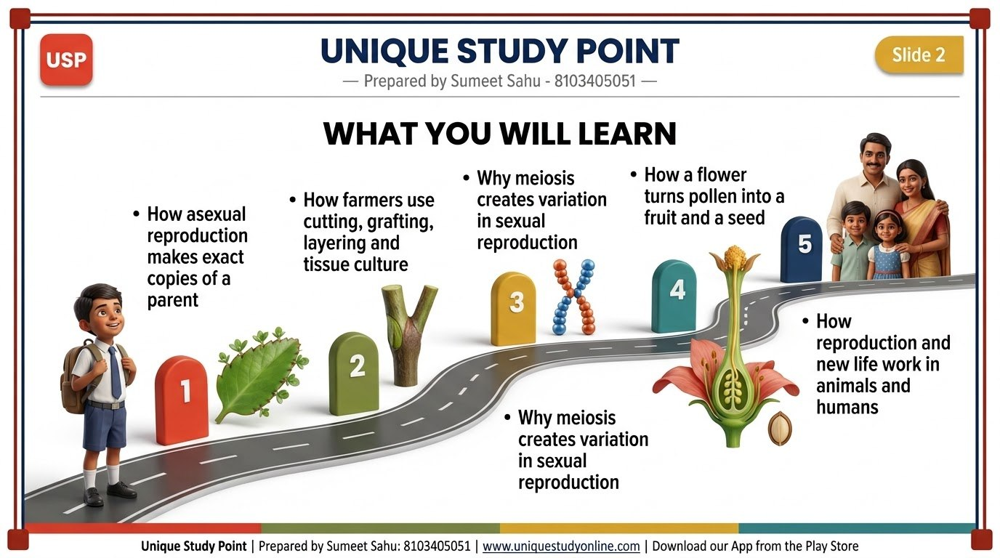 USP
UNIQUE STUDY POINT
Slide 2
— Prepared by Sumeet Sahu - 8103405051 —
WHAT YOU WILL LEARN
• How asexual
reproduction
makes exact
copies of a
parent
• How farmers use
cutting, grafting,
layering and
tissue culture
• Why meiosis
creates variation
in sexual
reproduction
• How a flower
turns pollen into a
fruit and a seed
1
2
3
4
5
• Why meiosis
creates variation
in sexual
reproduction
• How
reproduction and
new life work in
animals and
humans
Unique Study Point | Prepared by Sumeet Sahu: 8103405051 | www.uniquestudyonline.com | Download our App from the Play Store